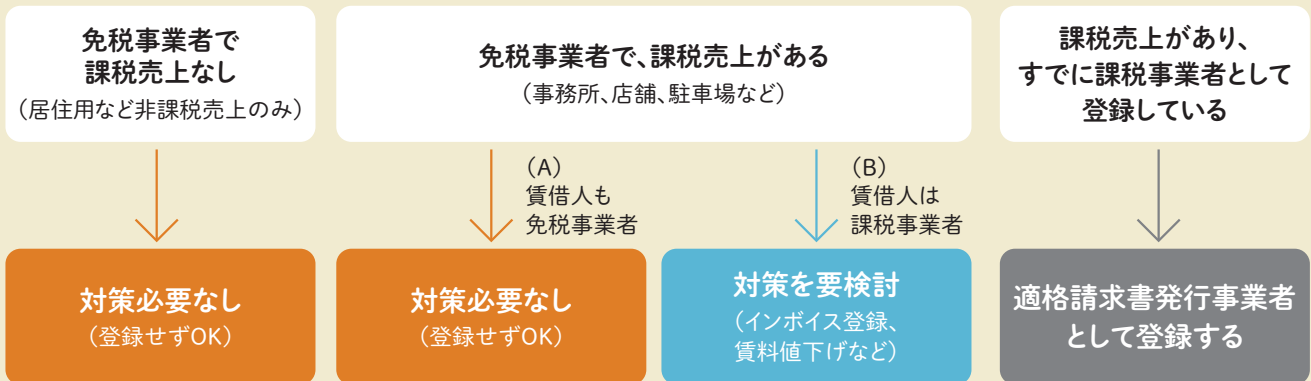 免税事業者で
課税売上なし
（居住用など非課税売上のみ）
免税事業者で、課税売上がある
（事務所、店舗、駐車場など）
課税売上があり、
すでに課税事業者として
登録している
（A）
賃借人も
免税事業者
（B）
賃借人は
課税事業者
対策必要なし
（登録せずOK）
対策必要なし
（登録せずOK）
対策を要検討
（インボイス登録、
賃料値下げなど）
適格請求書発行事業者
として登録する